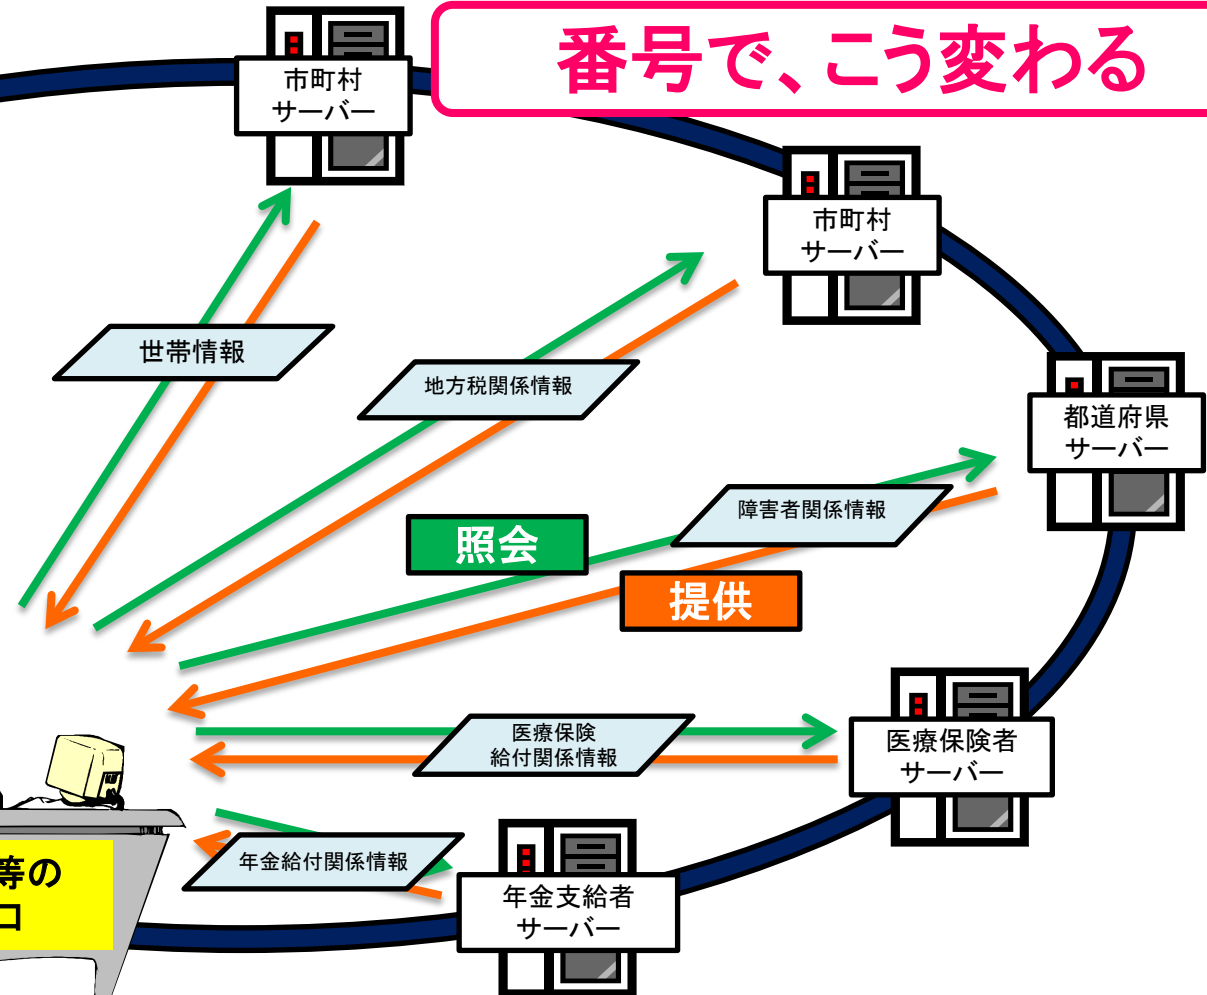 番号で、こう変わる
市町村
サーバー
市町村
サーバー
世帯情報
地方税関係情報
都道府県
サーバー
障害者関係情報
照会
提供
医療保険
給付関係情報
医療保険者
サーバー
年金給付関係情報
年金支給者
サーバー
等の
口